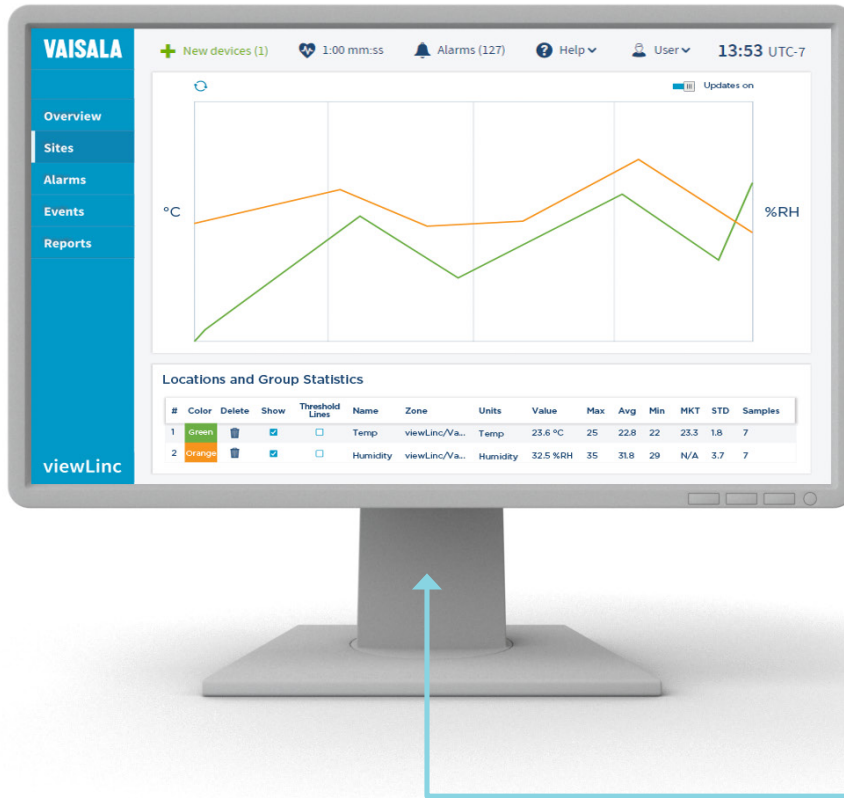 VAISALA
New devices (1) 1:00 mm:ss Alarms (127) Help User 13:53 UTC-7
Updates on
Overview
Sites
Alarms
Events
Reports
°C
%RH
Locations and Group Statistics
# Color Delete Show Threshold Lines Name Zone Units Value Max Avg Min MKT STD Samples
1 Green Temp viewLinc/Va... Temp 23.6 °C 25 22.8 22 23.3 1.8 7
2 Orange Humidity viewLinc/Va... Humidity 32.5 %RH 35 31.8 29 N/A 3.7 7
viewLinc